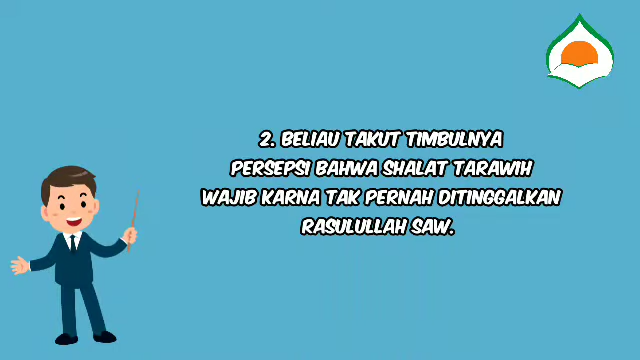 2. BELIAU TAKUT TIMBULNYA
PERSEPSI BAHWA SHALAT TARAWIH
WAJIB KARNA TAK PERNAH DITINGGALKAN
RASULULLAH SAW.